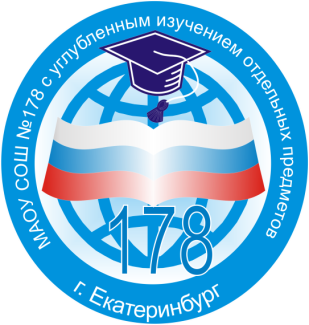 МАОУ СОШ №178 с углубленным изучением отдельных предметов
178
г. Екатеринбург